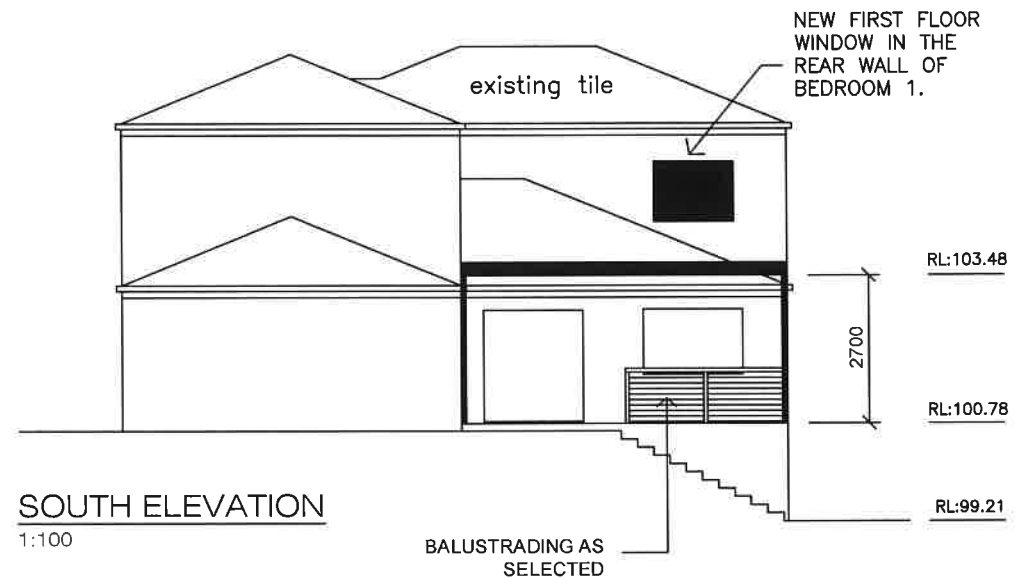 NEW FIRST FLOOR
WINDOW IN THE
REAR WALL OF
BEDROOM 1.
existing tile
RL:103.48
2700
RL:100.78
RL:99.21
SOUTH ELEVATION
1:100
BALUSTRADING AS
SELECTED